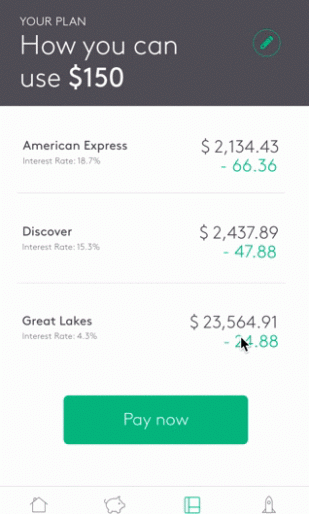 YOUR PLAN
How you can
use $150
American Express
$ 2,134.43
Interest Rate: 18.7%
- 66.36
Discover
$ 2,437.89
Interest Rate: 15.3%
- 47.88
Great Lakes
$ 23,564.91
Interest Rate: 4.3%
- 24.88
Pay now